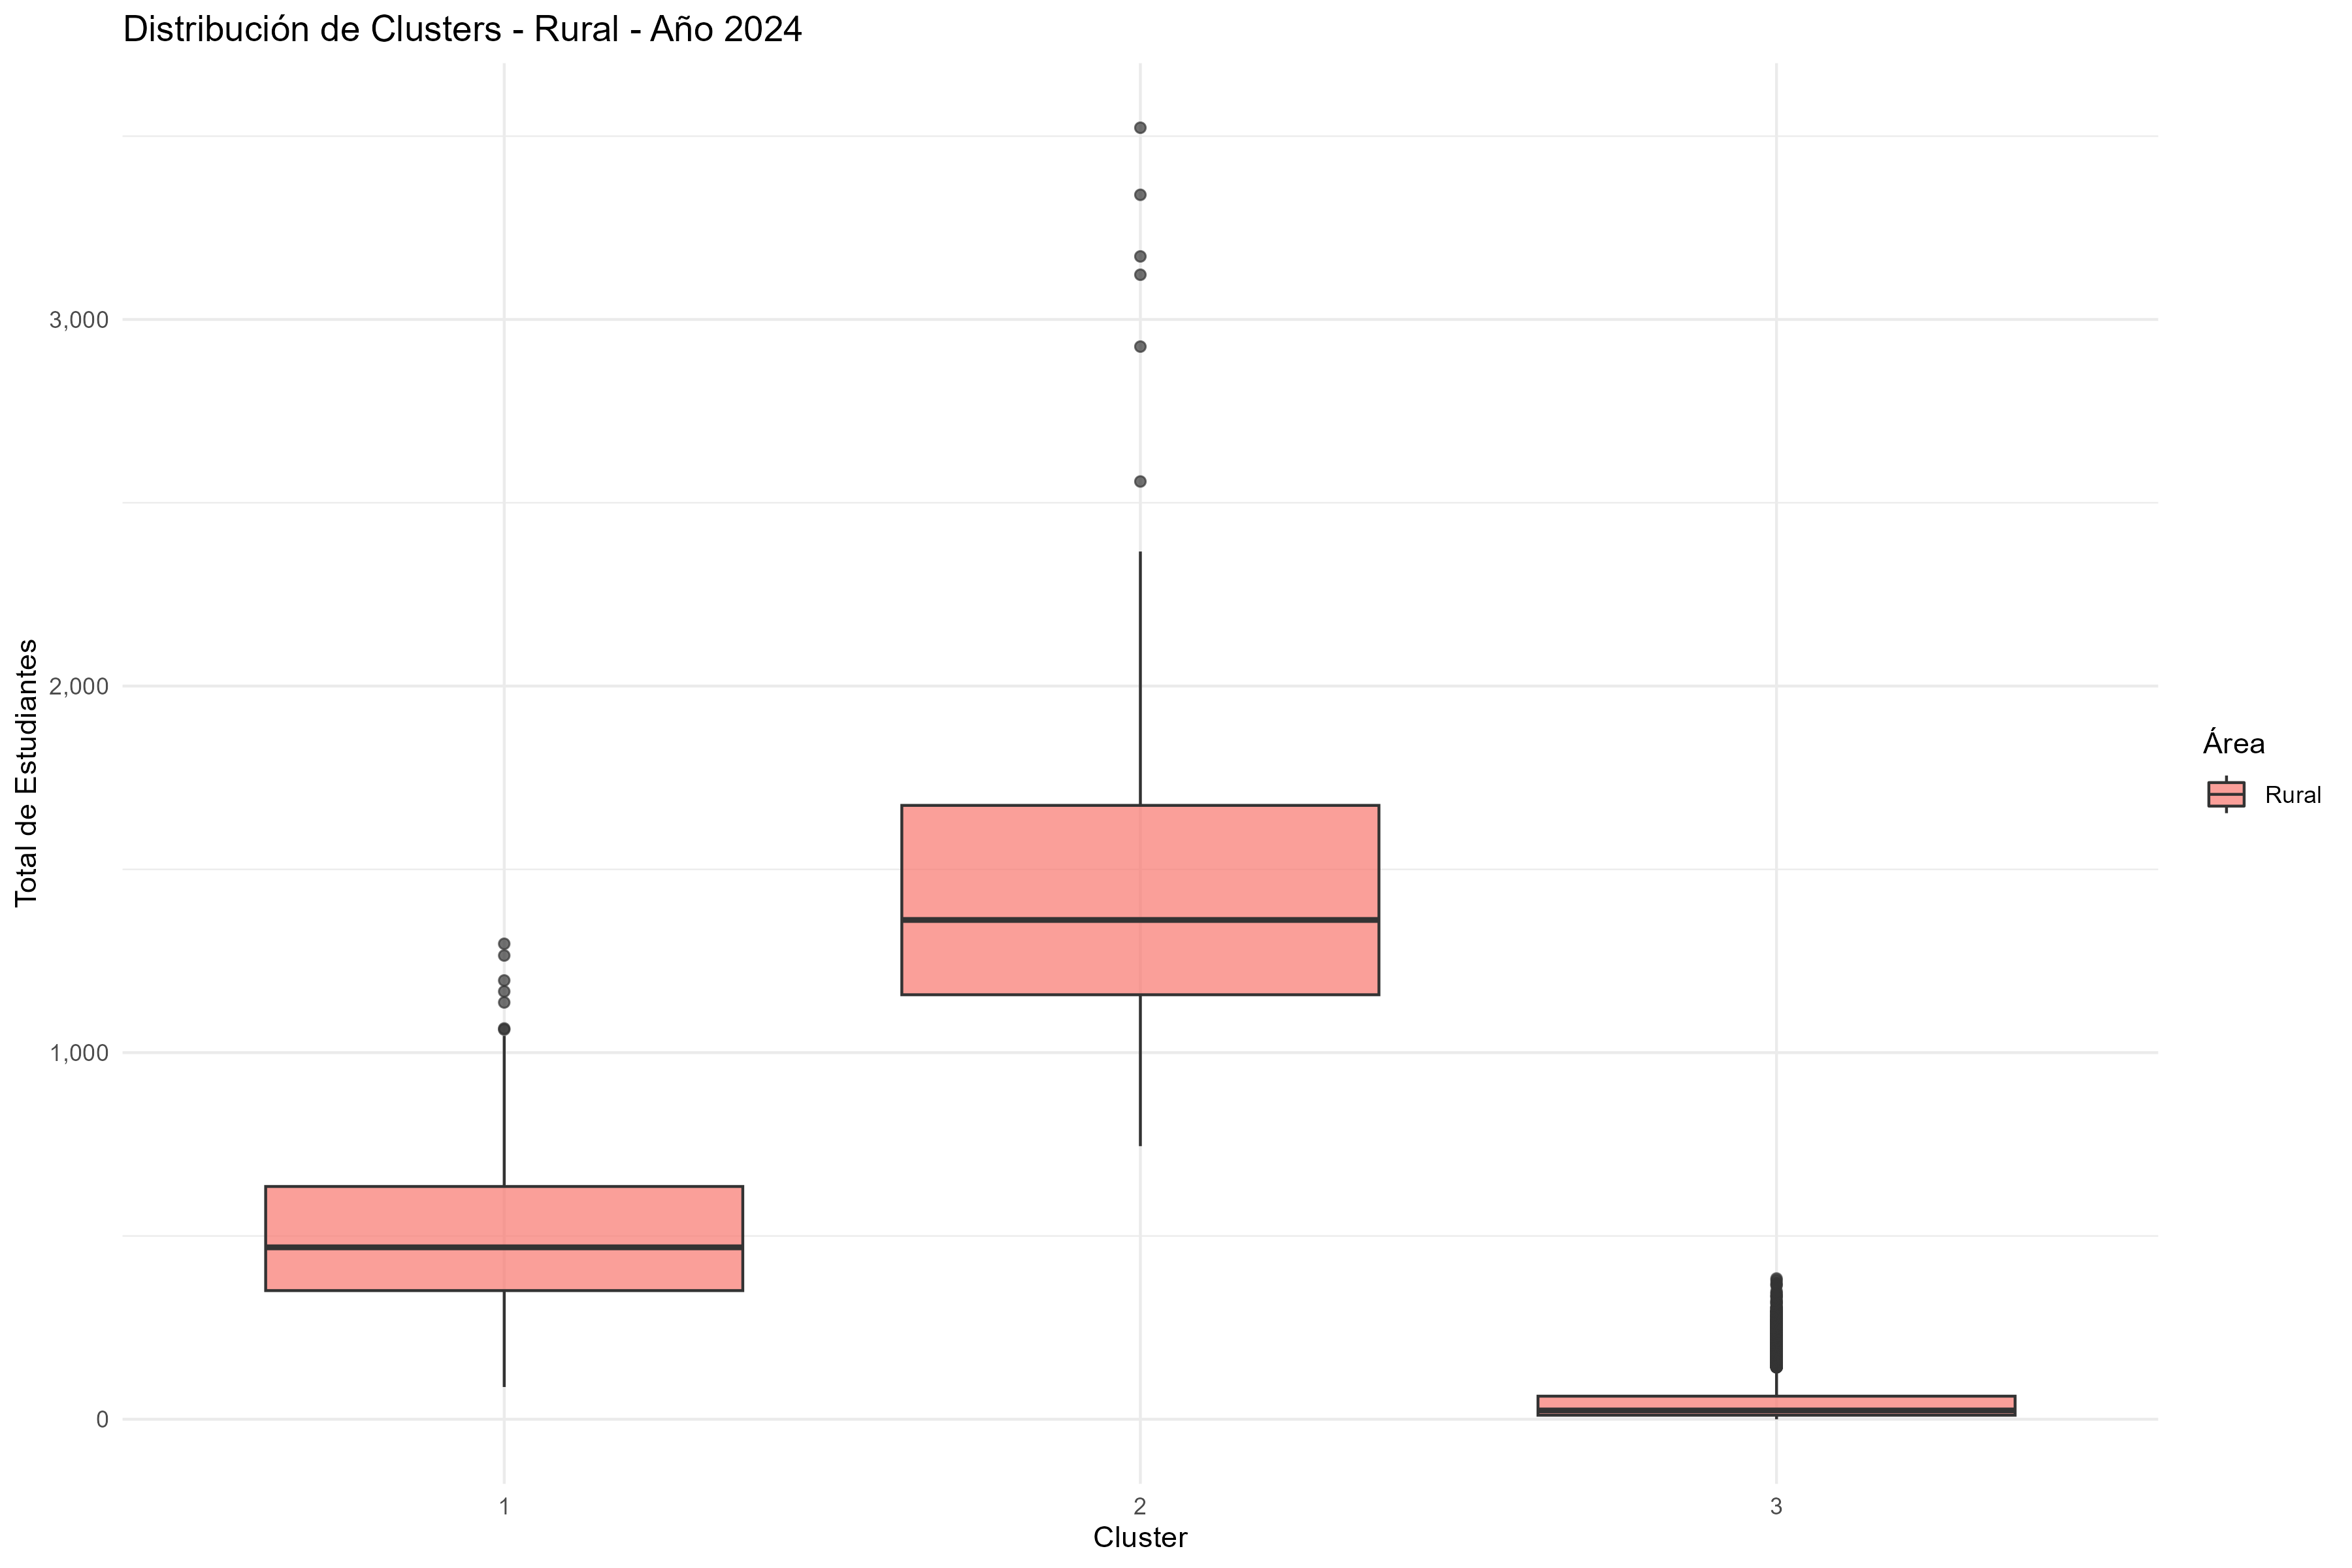 Distribución de Clusters - Rural - Año 2024
Total de Estudiantes
3,000
2,000
1,000
0
1
2
3
Cluster
Área
Rural